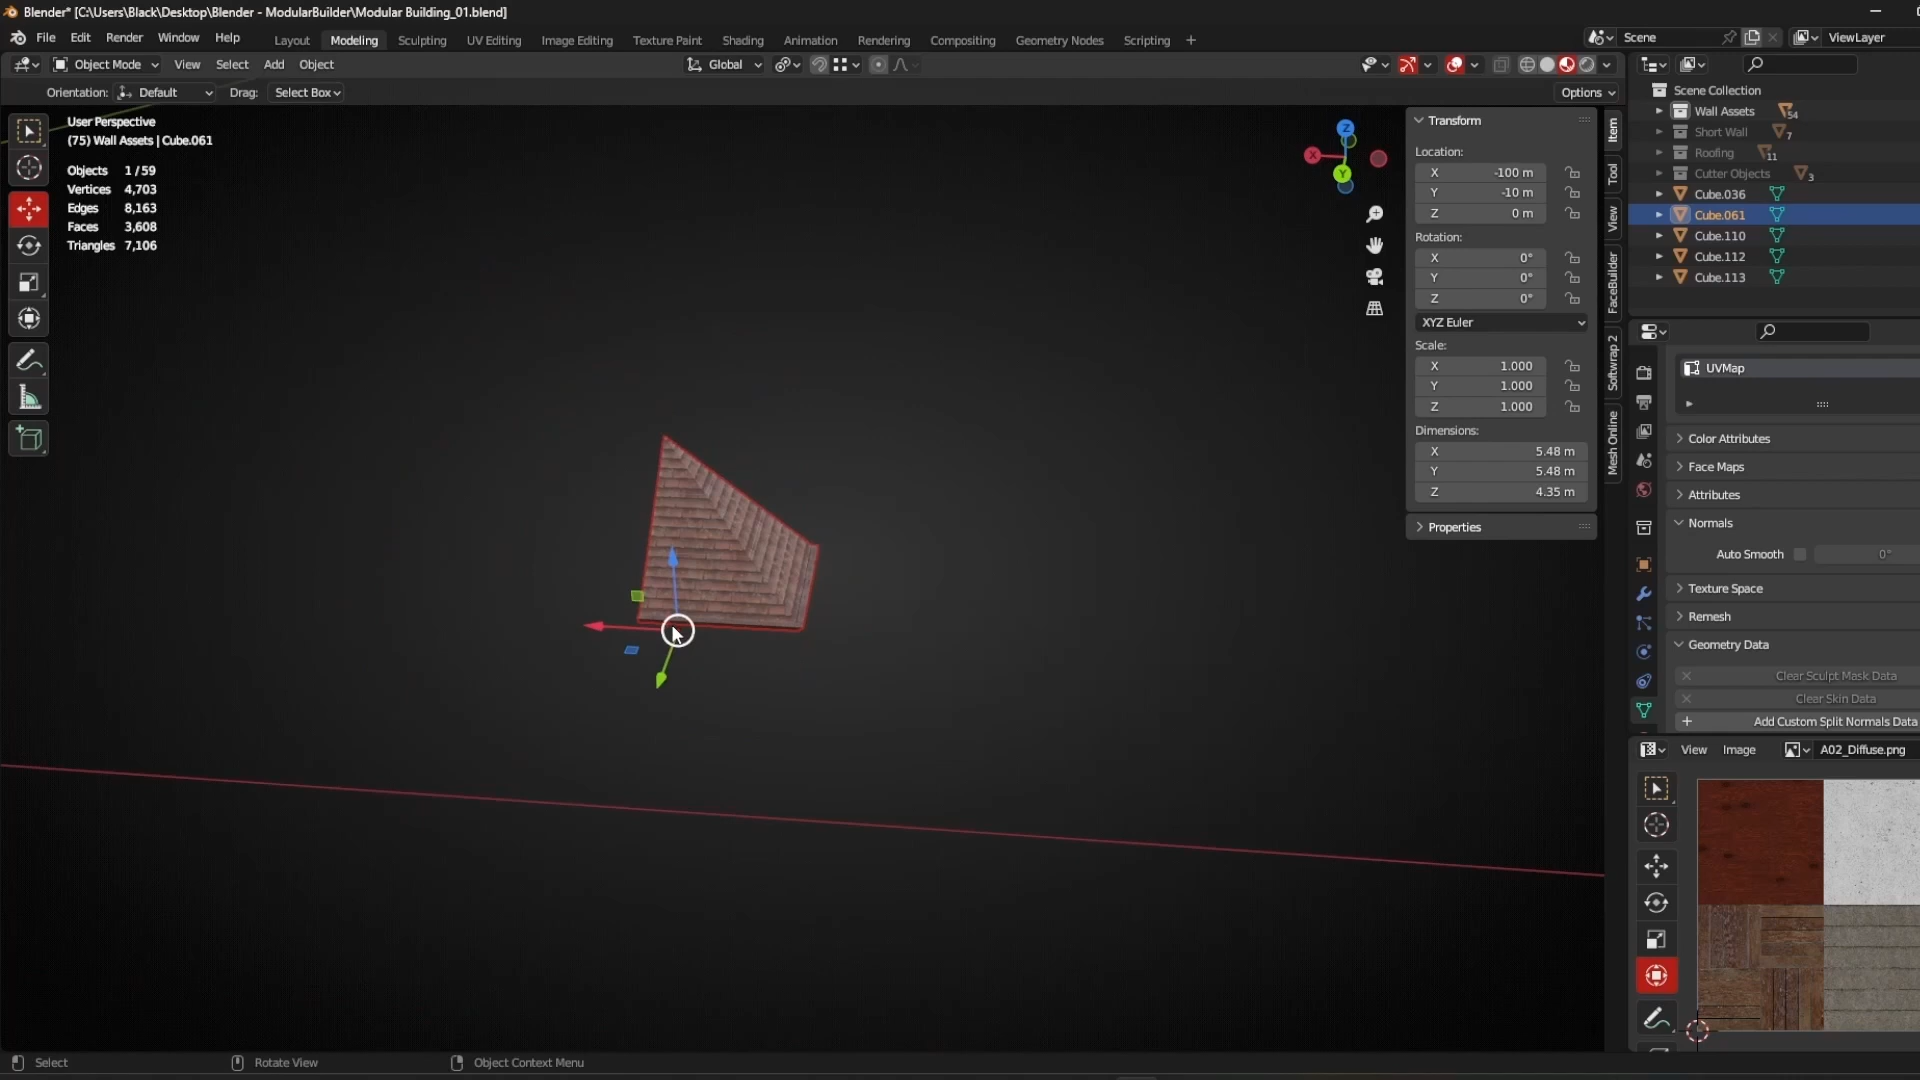 Blender* [C:\Users\Black\Desktop\Blender - ModularBuilder\Modular Building_01.blend]
File Edit Render Window Help
Layout Modeling Sculpting UV Editing Image Editing Texture Paint Shading Animation Rendering Compositing Geometry Nodes Scripting +
Scene
ViewLayer
Object Mode View Select Add Object
Global
Orientation: Default Drag: Select Box
Options
User Perspective
(75) Wall Assets | Cube.061
Objects 1/59
Vertices 4,703
Edges 8,163
Faces 3,608
Triangles 7,106
X
Y
Z
Transform
Location:
X -100 m
Y -10 m
Z 0 m
Rotation:
X 0°
Y 0°
Z 0°
XYZ Euler
Scale:
X 1.000
Y 1.000
Z 1.000
Dimensions:
X 5.48 m
Y 5.48 m
Z 4.35 m
Properties
Item
Tool
View
FaceBuilder
Softwrap 2
Mesh Online
Scene Collection
Wall Assets 54
Short Wall 7
Roofing 11
Cutter Objects 3
Cube.036
Cube.061
Cube.110
Cube.112
Cube.113
UVMap
Color Attributes
Face Maps
Attributes
Normals
Auto Smooth 0°
Texture Space
Remesh
Geometry Data
Clear Sculpt Mask Data
Clear Skin Data
Add Custom Split Normals Data
View Image A02_Diffuse.png
Select
Rotate View
Object Context Menu